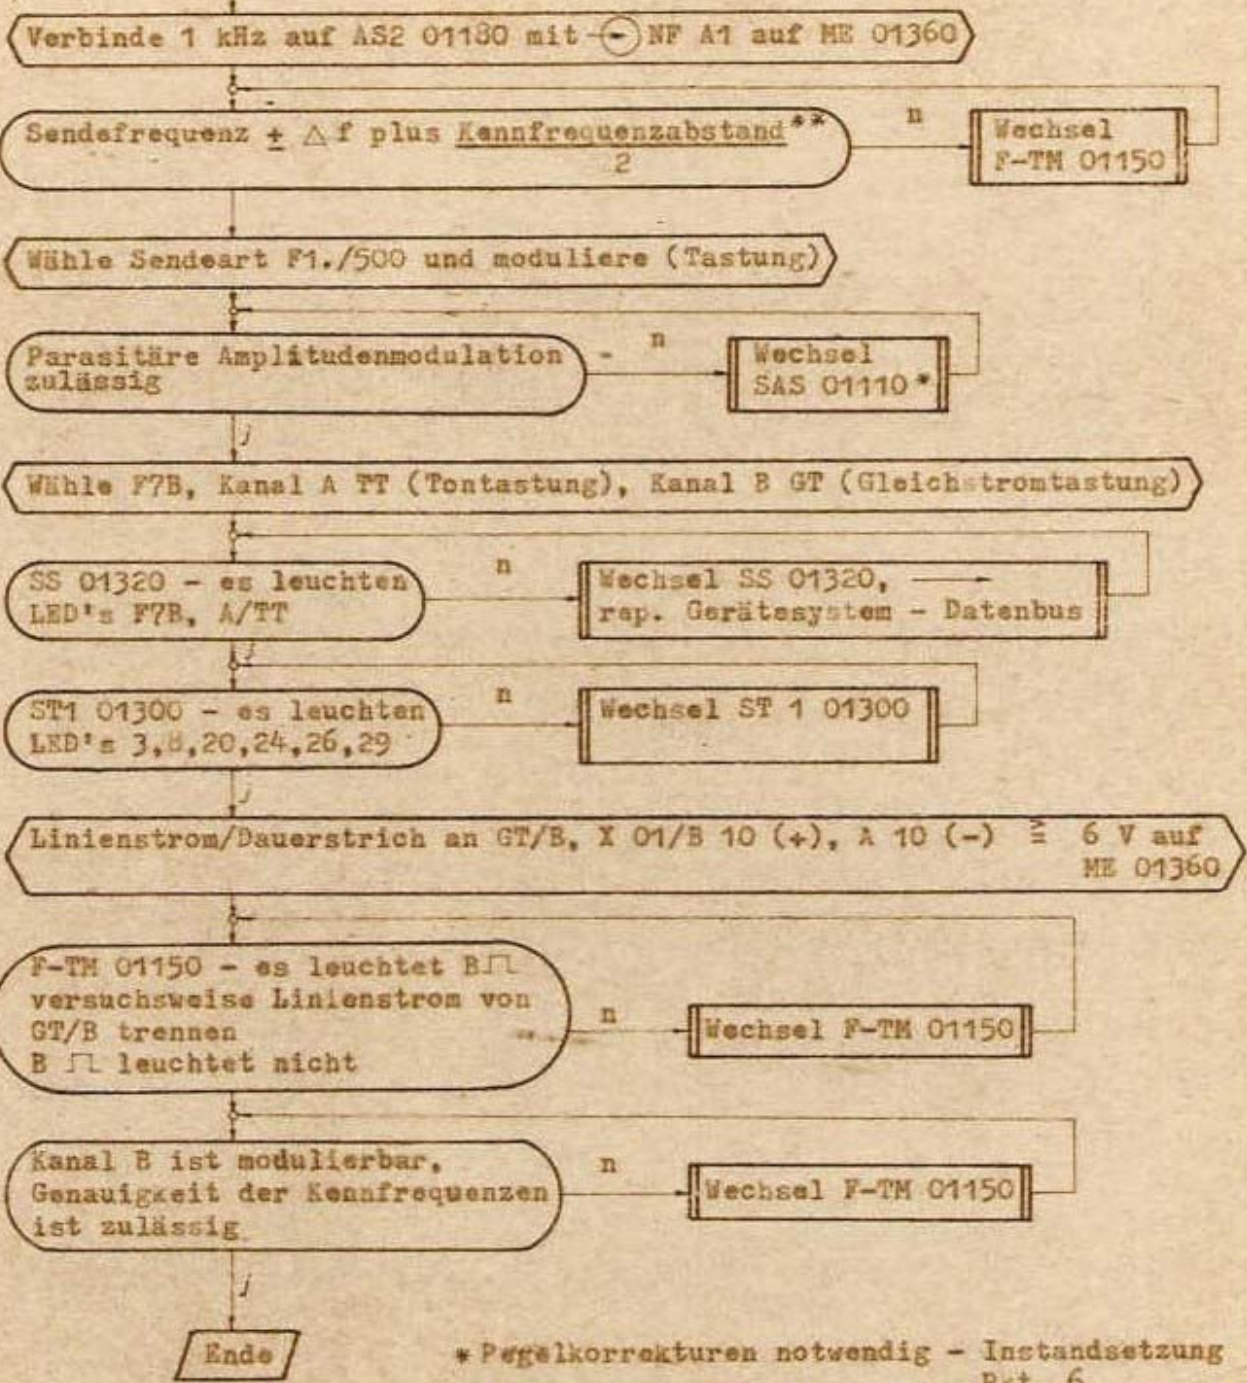 Verbinde 1 kHz auf AS2 01180 mit NF A1 auf ME 01360
Sendefrequenz ± △ f plus Kennfrequenzabstand**
2
n
Wechsel
F-TM 01150
Wähle Sendeart F1./500 und moduliere (Tastung)
Parasitäre Amplitudenmodulation
zulässig
- n
Wechsel
SAS 01110*
j
Wähle F7B, Kanal A TT (Tontastung), Kanal B GT (Gleichstromtastung)
SS 01320 - es leuchten
LED's F7B, A/TT
n
Wechsel SS 01320, →
rep. Gerätesystem - Datenbus
j
ST1 01300 - es leuchten
LED's 3,8,20,24,26,29
n
Wechsel ST 1 01300
j
Linienstrom/Dauerstrich an GT/B, X 01/B 10 (+), A 10 (-) ≧ 6 V auf
ME 01360
F-TM 01150 - es leuchtet B
versuchsweise Linienstrom von
GT/B trennen
B leuchtet nicht
n
Wechsel F-TM 01150
Kanal B ist modulierbar,
Genauigkeit der Kennfrequenzen
ist zulässig
n
Wechsel F-TM 01150
j
Ende
* Pegelkorrekturen notwendig - Instandsetzung
Pkt. 6